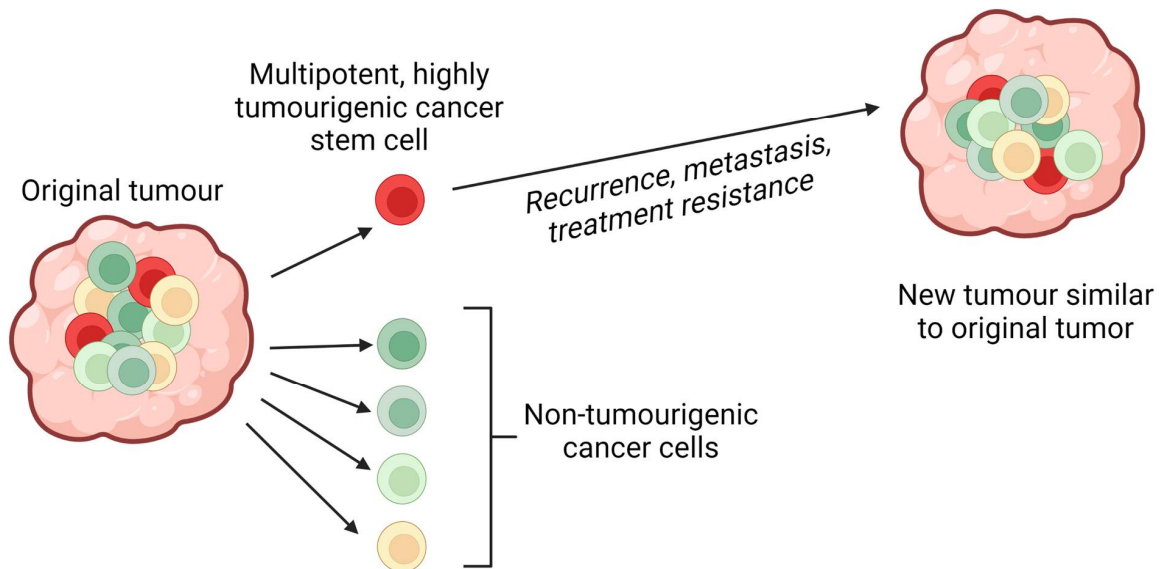 Multipotent, highly
tumourigenic cancer
stem cell
Original tumour
Recurrence, metastasis,
treatment resistance
New tumour similar
to original tumor
Non-tumourigenic
cancer cells